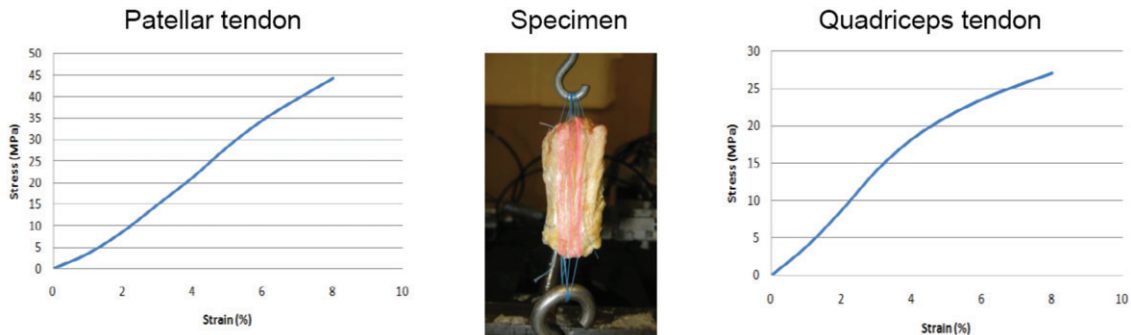 Patellar tendon
Specimen
Quadriceps tendon
50
45
40
35
30
25
20
15
10
5
0
Stress (MPa)
0 2 4 6 8 10
Strain (%)
30
25
20
15
10
5
0
Stress (MPa)
0 2 4 6 8 10
Strain (%)